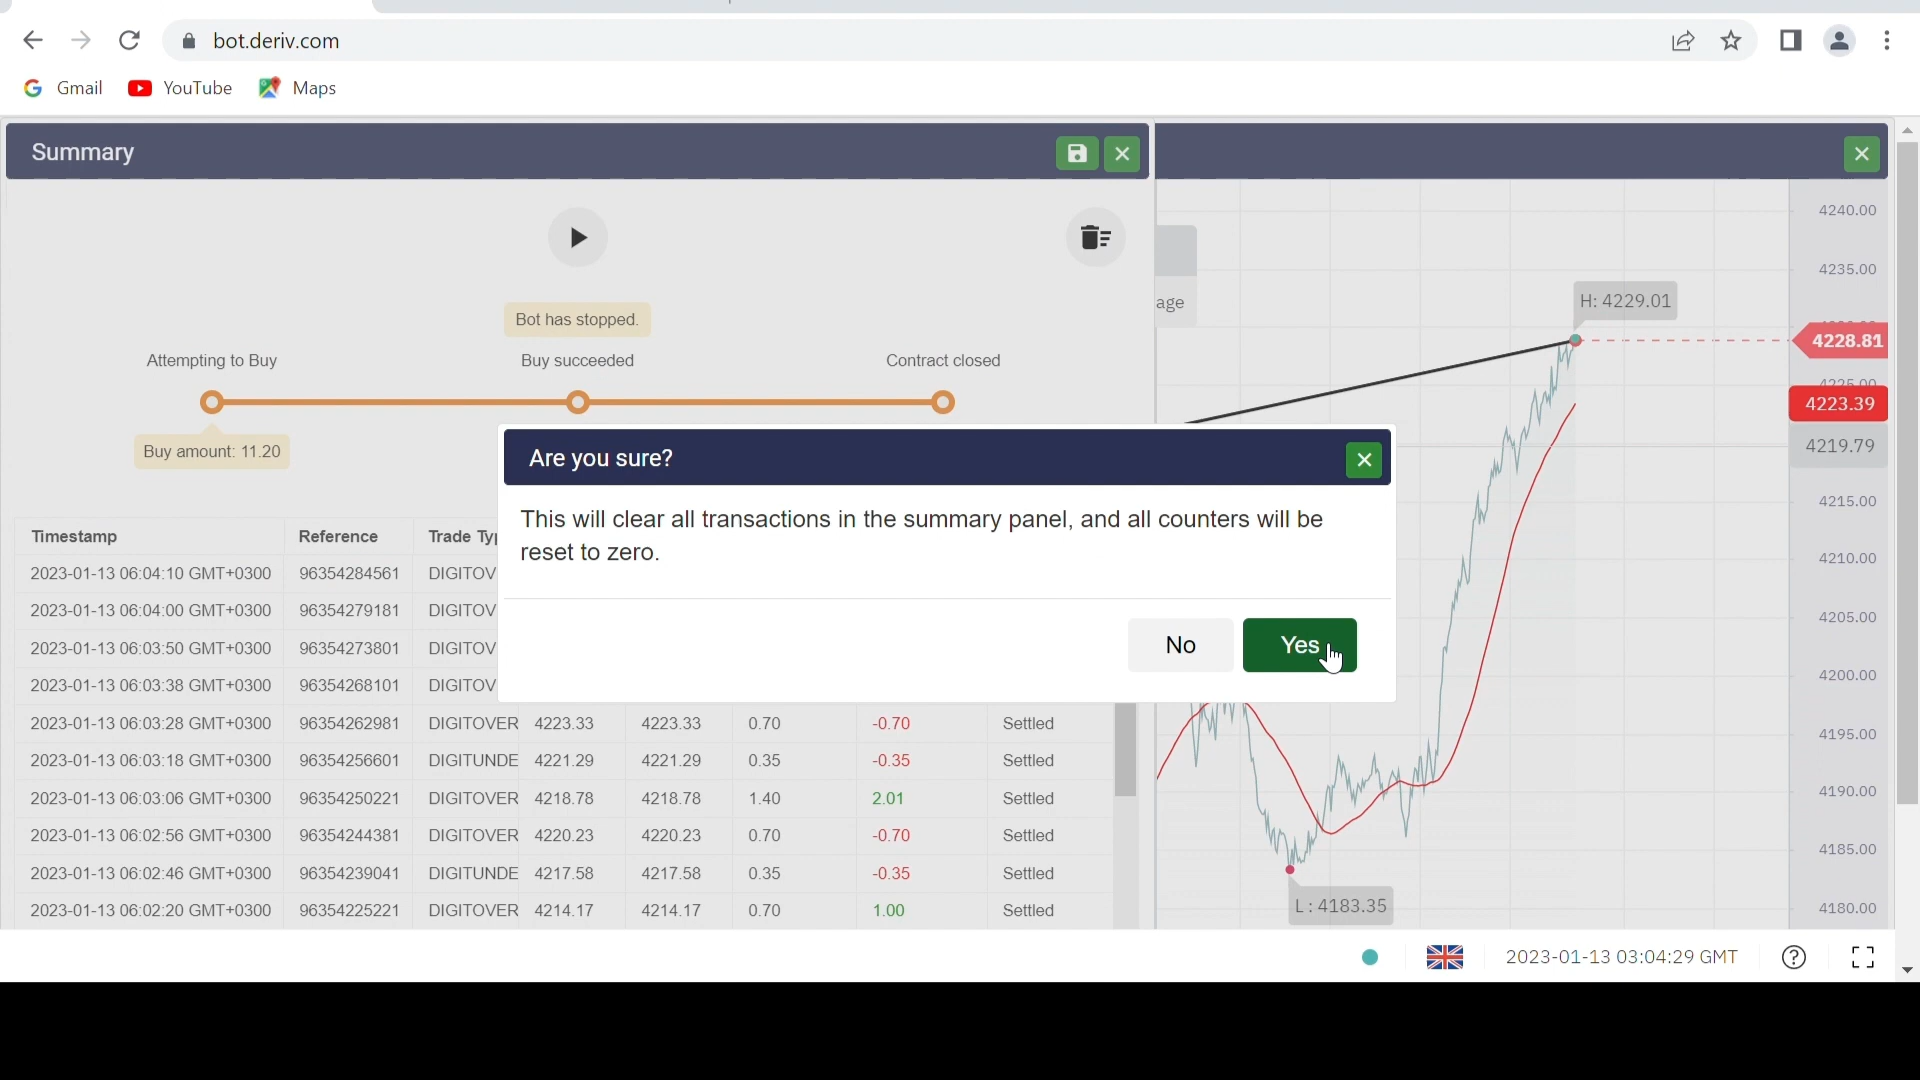 bot.deriv.com
Gmail YouTube Maps
Summary
Bot has stopped.
Attempting to Buy Buy succeeded Contract closed
Buy amount: 11.20
Are you sure?
This will clear all transactions in the summary panel, and all counters will be
reset to zero.
No Yes
Timestamp Reference Trade Typ
2023-01-13 06:04:10 GMT+0300 96354284561 DIGITOV
2023-01-13 06:04:00 GMT+0300 96354279181 DIGITOV
2023-01-13 06:03:50 GMT+0300 96354273801 DIGITOV
2023-01-13 06:03:38 GMT+0300 96354268101 DIGITOV
2023-01-13 06:03:28 GMT+0300 96354262981 DIGITOVER 4223.33 4223.33 0.70 -0.70 Settled
2023-01-13 06:03:18 GMT+0300 96354256601 DIGITUNDE 4221.29 4221.29 0.35 -0.35 Settled
2023-01-13 06:03:06 GMT+0300 96354250221 DIGITOVER 4218.78 4218.78 1.40 2.01 Settled
2023-01-13 06:02:56 GMT+0300 96354244381 DIGITOVER 4220.23 4220.23 0.70 -0.70 Settled
2023-01-13 06:02:46 GMT+0300 96354239041 DIGITUNDE 4217.58 4217.58 0.35 -0.35 Settled
2023-01-13 06:02:20 GMT+0300 96354225221 DIGITOVER 4214.17 4214.17 0.70 1.00 Settled
age
H: 4229.01
L: 4183.35
4240.00
4235.00
4228.81
4225.00
4223.39
4219.79
4215.00
4210.00
4205.00
4200.00
4195.00
4190.00
4185.00
4180.00
2023-01-13 03:04:29 GMT